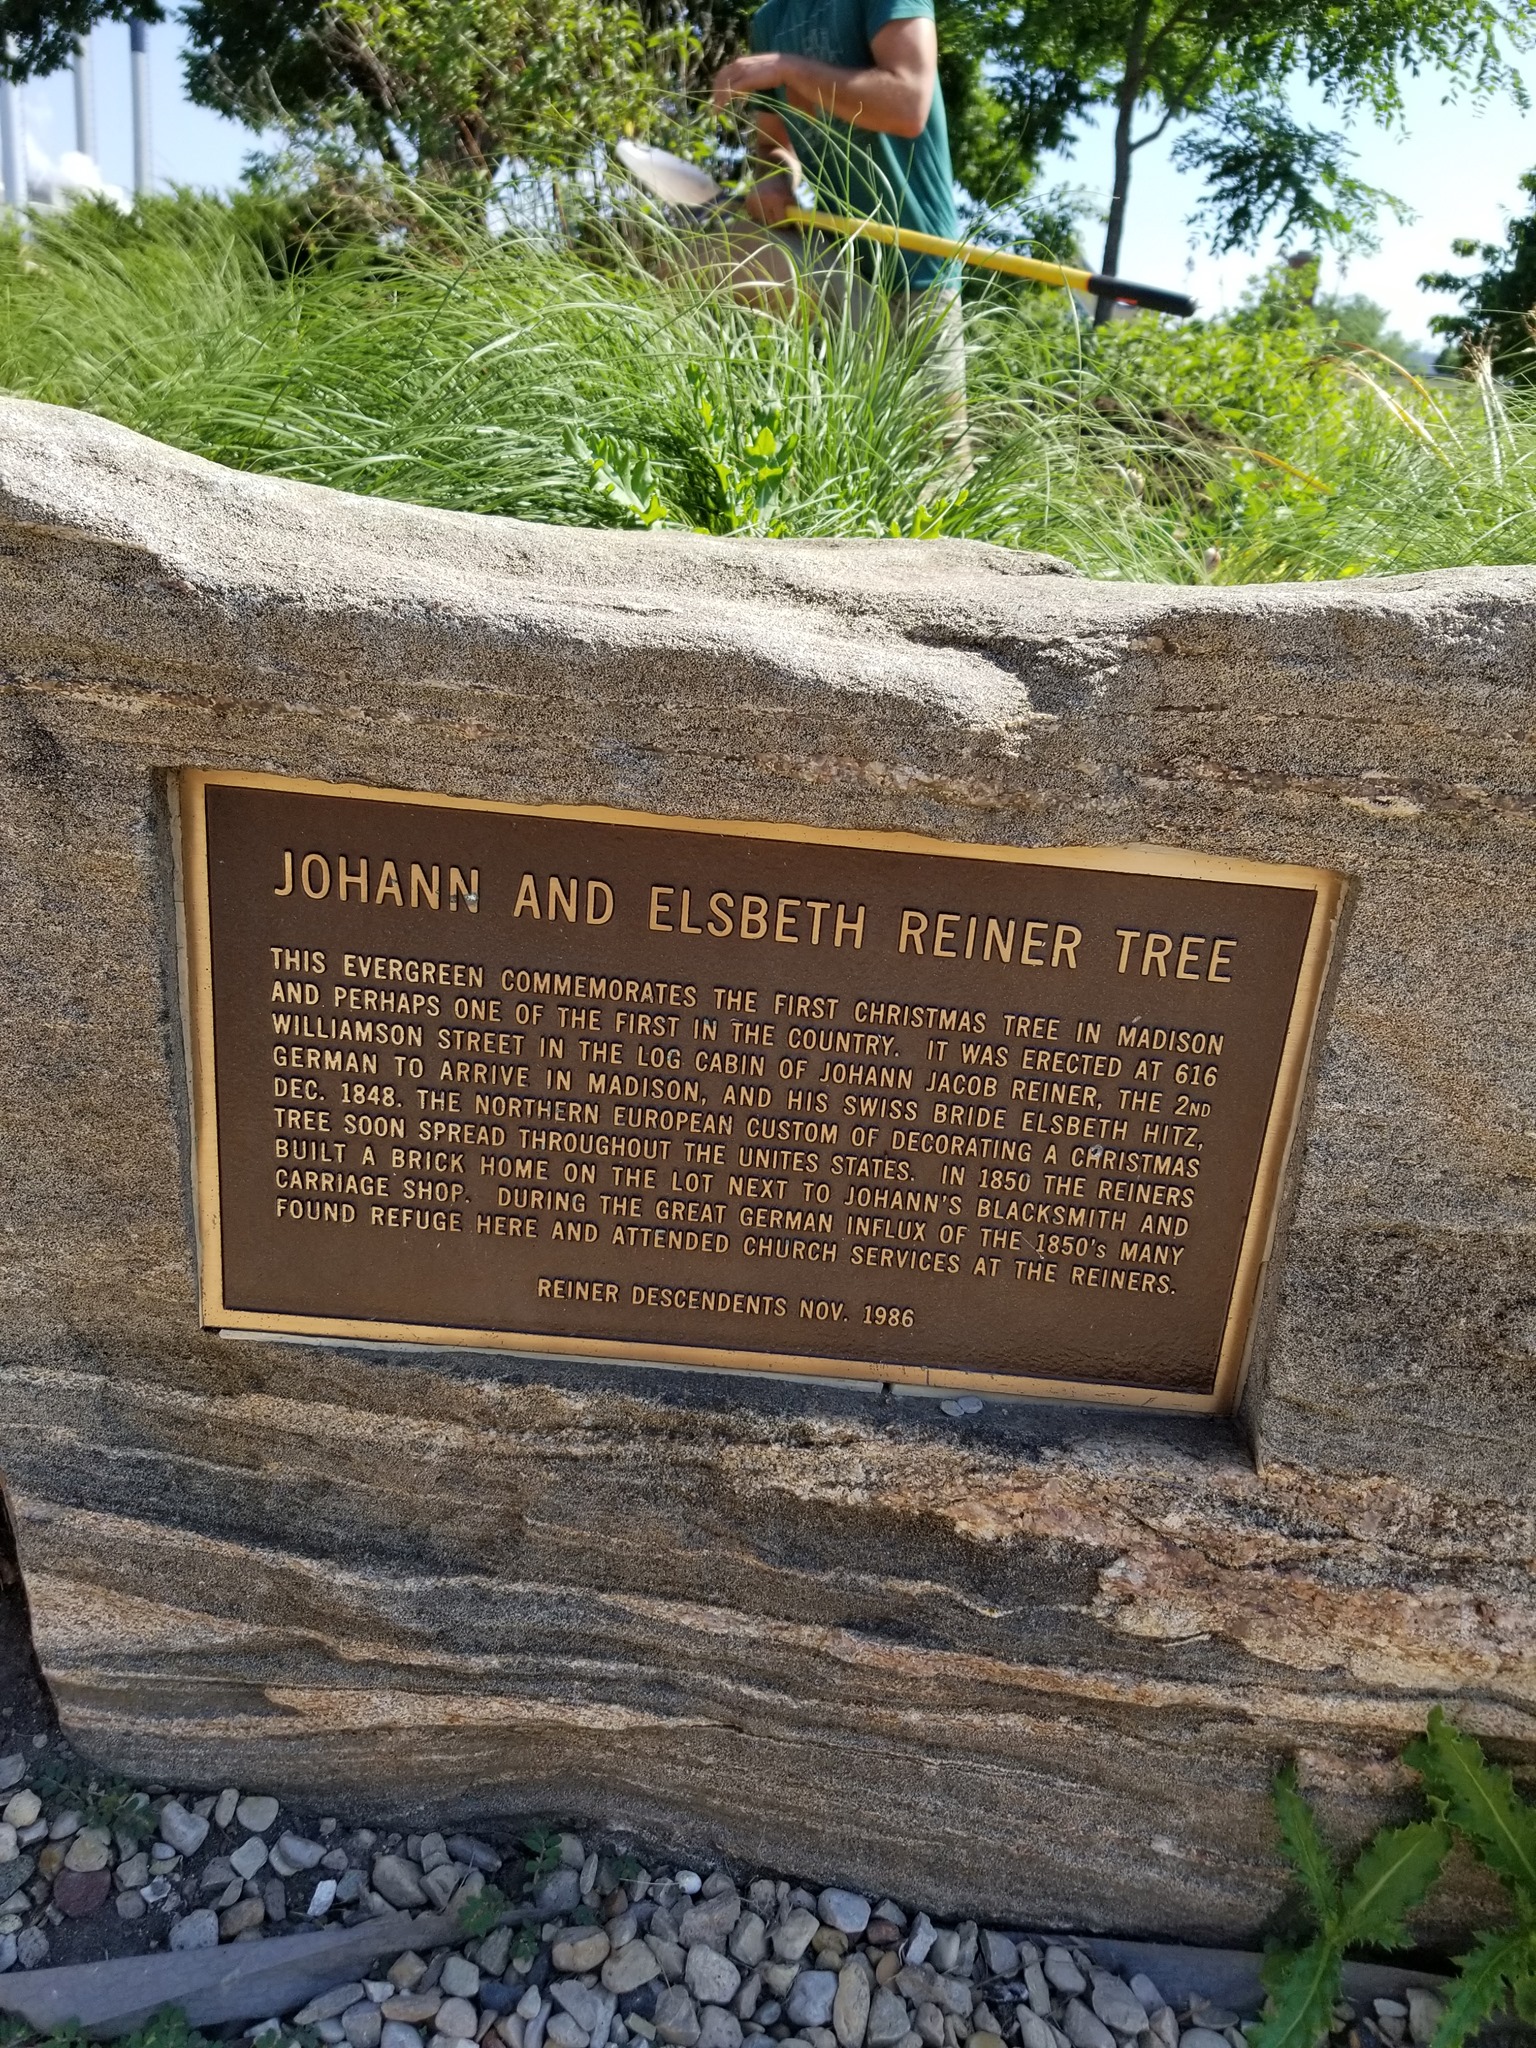 JOHANN AND ELSBETH REINER TREE
THIS EVERGREEN COMMEMORATES THE FIRST CHRISTMAS TREE IN MADISON
AND PERHAPS ONE OF THE FIRST IN THE COUNTRY. IT WAS ERECTED AT 616
WILLIAMSON STREET IN THE LOG CABIN OF JOHANN JACOB REINER, THE 2ND
GERMAN TO ARRIVE IN MADISON, AND HIS SWISS BRIDE ELSBETH HITZ,
DEC. 1848. THE NORTHERN EUROPEAN CUSTOM OF DECORATING A CHRISTMAS
TREE SOON SPREAD THROUGHOUT THE UNITES STATES. IN 1850 THE REINERS
BUILT A BRICK HOME ON THE LOT NEXT TO JOHANN'S BLACKSMITH AND
CARRIAGE SHOP. DURING THE GREAT GERMAN INFLUX OF THE 1850's MANY
FOUND REFUGE HERE AND ATTENDED CHURCH SERVICES AT THE REINERS.
REINER DESCENDENTS NOV. 1986